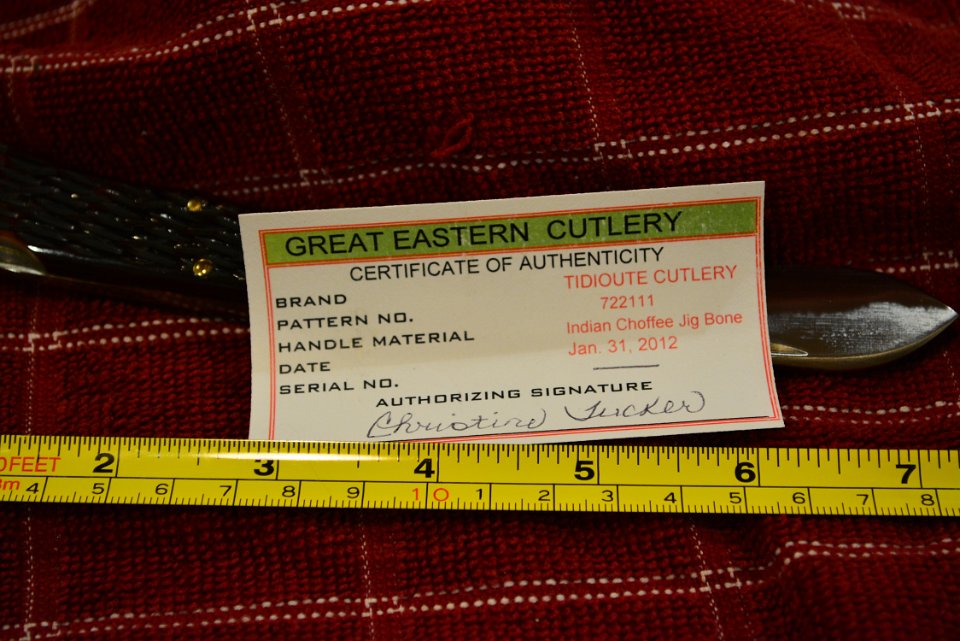 GREAT EASTERN CUTLERY
CERTIFICATE OF AUTHENTICITY
BRAND TIDIOUTE CUTLERY
PATTERN NO. 722111
HANDLE MATERIAL Indian Choffee Jig Bone
DATE Jan. 31, 2012
SERIAL NO.
AUTHORIZING SIGNATURE
Christine Tucker
0FEET 2 3 4 5 6 7
3m 4 5 6 7 8 9 10 1 2 3 4 5 6 7 8